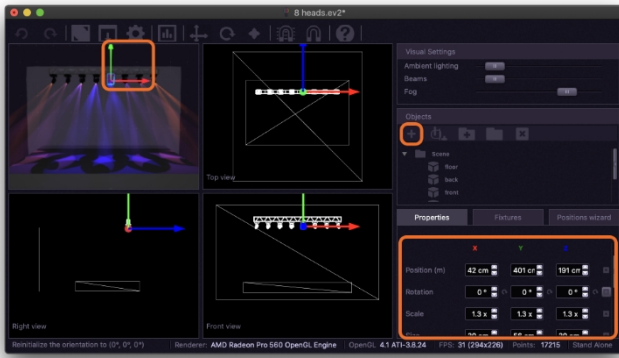 8 heads.ev2*
Visual Settings
Ambient lighting
Beams
Fog
Objects
Scene
floor
back
front
Top view
Properties Fixtures Positions wizard
X Y
Position (m) 42 cm 401 cm 191 cm
Rotation 0° 0° 0°
Scale 1.3 x 1.3 x 1.3 x
Right view
Front view
Reinitialize the orientation to (0°, 0°, 0°) Renderer: AMD Radeon Pro 560 OpenGL Engine OpenGL 4.1 ATI-3.8.24 FPS: 31 (294x226) Points: 17215 Stand Alone